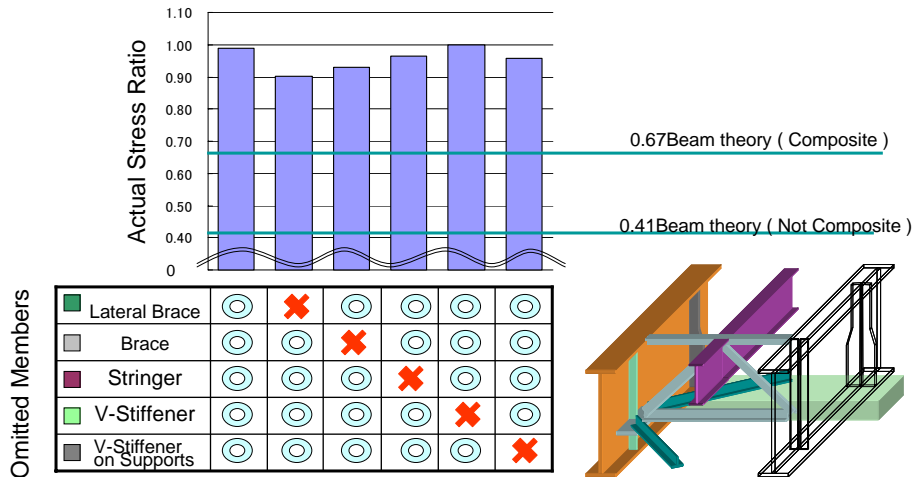 1.10
1.00
0.90
0.80
0.70
0.60
0.50
0.40
0
Actual Stress Ratio
0.67Beam theory ( Composite )
0.41Beam theory ( Not Composite )
Omitted Members
Lateral Brace
Brace
Stringer
V-Stiffener
V-Stiffener
on Supports